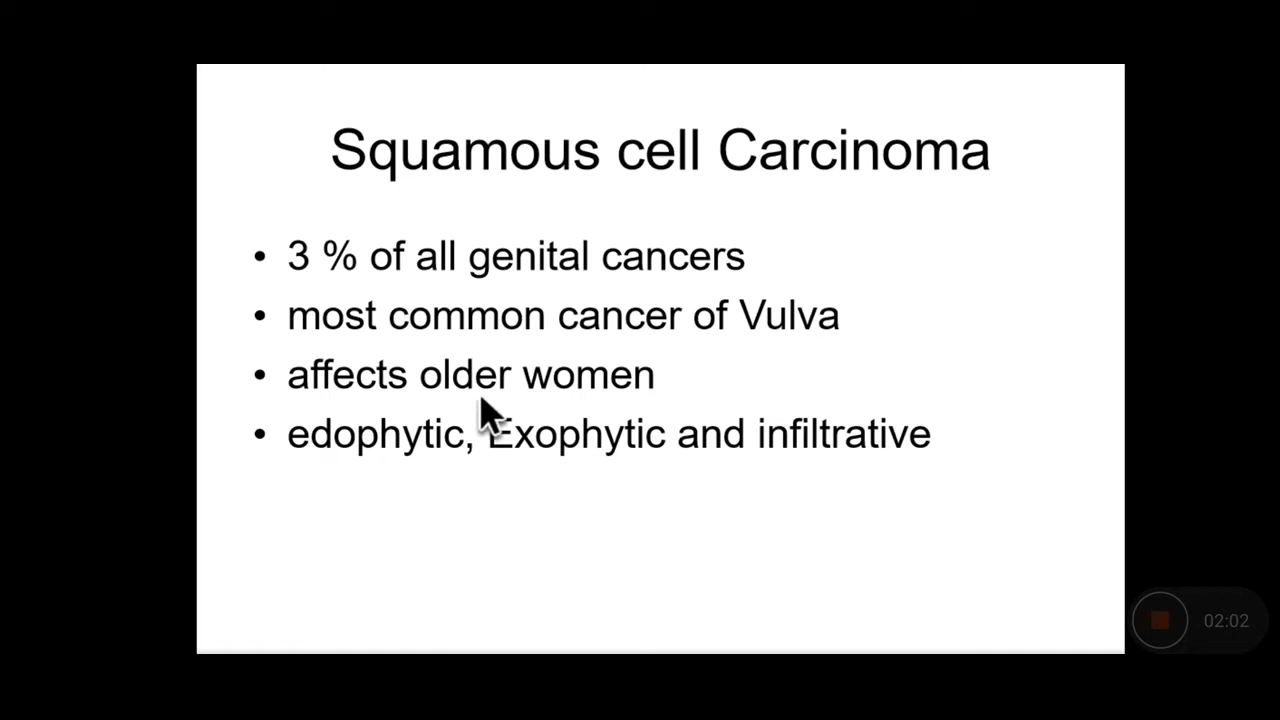 Squamous cell Carcinoma
• 3 % of all genital cancers
• most common cancer of Vulva
• affects older women
• edophytic, Exophytic and infiltrative
02:02